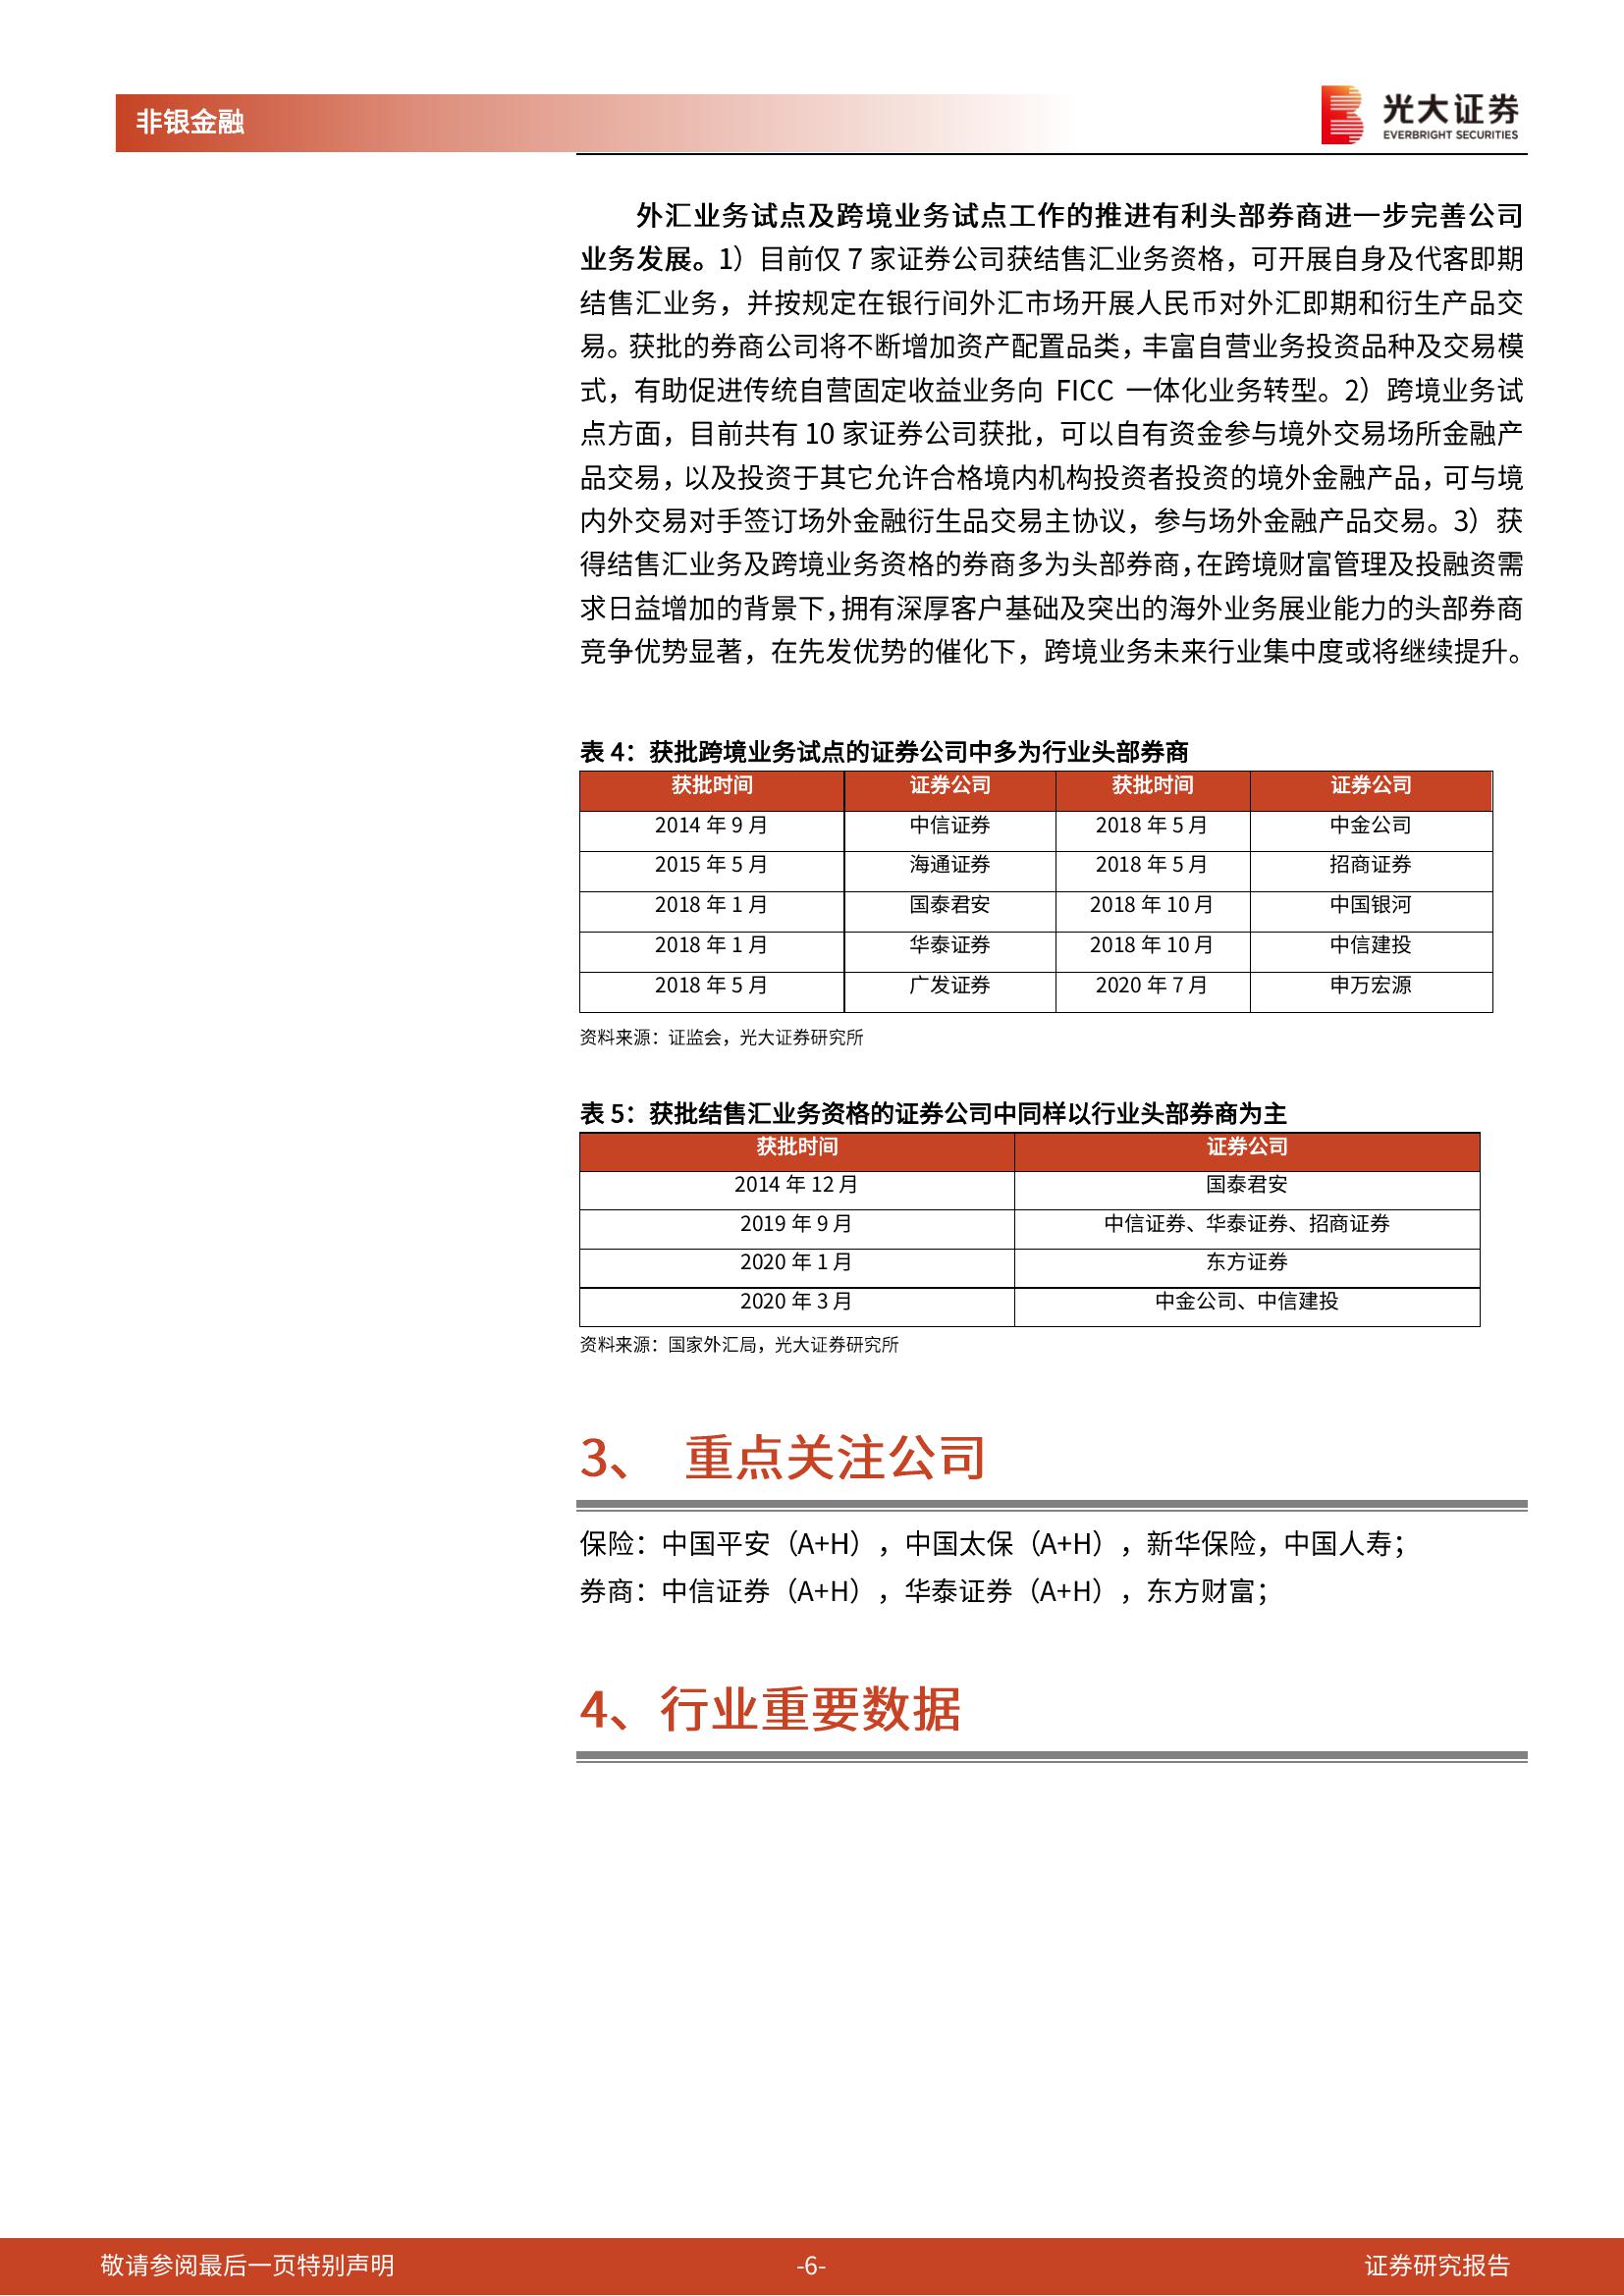 非银金融
光大证券
EVERBRIGHT SECURITIES
外汇业务试点及跨境业务试点工作的推进有利头部券商进一步完善公司
业务发展。1）目前仅 7 家证券公司获结售汇业务资格，可开展自身及代客即期
结售汇业务，并按规定在银行间外汇市场开展人民币对外汇即期和衍生产品交
易。获批的券商公司将不断增加资产配置品类，丰富自营业务投资品种及交易模
式，有助促进传统自营固定收益业务向 FICC 一体化业务转型。2）跨境业务试
点方面，目前共有 10 家证券公司获批，可以自有资金参与境外交易场所金融产
品交易，以及投资于其它允许合格境内机构投资者投资的境外金融产品，可与境
内外交易对手签订场外金融衍生品交易主协议，参与场外金融产品交易。3）获
得结售汇业务及跨境业务资格的券商多为头部券商，在跨境财富管理及投融资需
求日益增加的背景下，拥有深厚客户基础及突出的海外业务展业能力的头部券商
竞争优势显著，在先发优势的催化下，跨境业务未来行业集中度或将继续提升。
表 4：获批跨境业务试点的证券公司中多为行业头部券商
获批时间 证券公司 获批时间 证券公司
2014 年 9 月 中信证券 2018 年 5 月 中金公司
2015 年 5 月 海通证券 2018 年 5 月 招商证券
2018 年 1 月 国泰君安 2018 年 10 月 中国银河
2018 年 1 月 华泰证券 2018 年 10 月 中信建投
2018 年 5 月 广发证券 2020 年 7 月 申万宏源
资料来源：证监会，光大证券研究所
表 5：获批结售汇业务资格的证券公司中同样以行业头部券商为主
获批时间 证券公司
2014 年 12 月 国泰君安
2019 年 9 月 中信证券、华泰证券、招商证券
2020 年 1 月 东方证券
2020 年 3 月 中金公司、中信建投
资料来源：国家外汇局，光大证券研究所
3、 重点关注公司
保险：中国平安（A+H），中国太保（A+H），新华保险，中国人寿；
券商：中信证券（A+H），华泰证券（A+H），东方财富；
4、行业重要数据
敬请参阅最后一页特别声明 -6- 证券研究报告